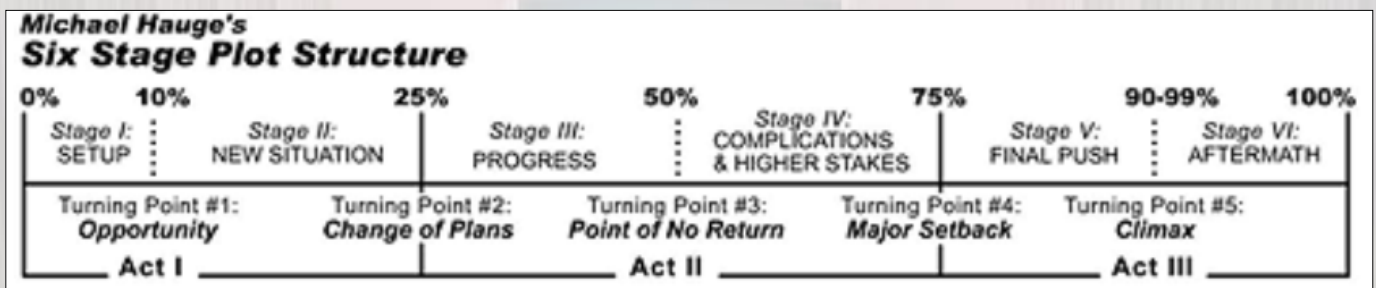 Michael Hauge's
Six Stage Plot Structure
0% 10% 25% 50% 75% 90-99% 100%
Stage I:
SETUP
Stage II:
NEW SITUATION
Stage III:
PROGRESS
Stage IV:
COMPLICATIONS
& HIGHER STAKES
Stage V:
FINAL PUSH
Stage VI:
AFTERMATH
Turning Point #1:
Opportunity
Turning Point #2:
Change of Plans
Turning Point #3:
Point of No Return
Turning Point #4:
Major Setback
Turning Point #5:
Climax
Act I
Act II
Act III